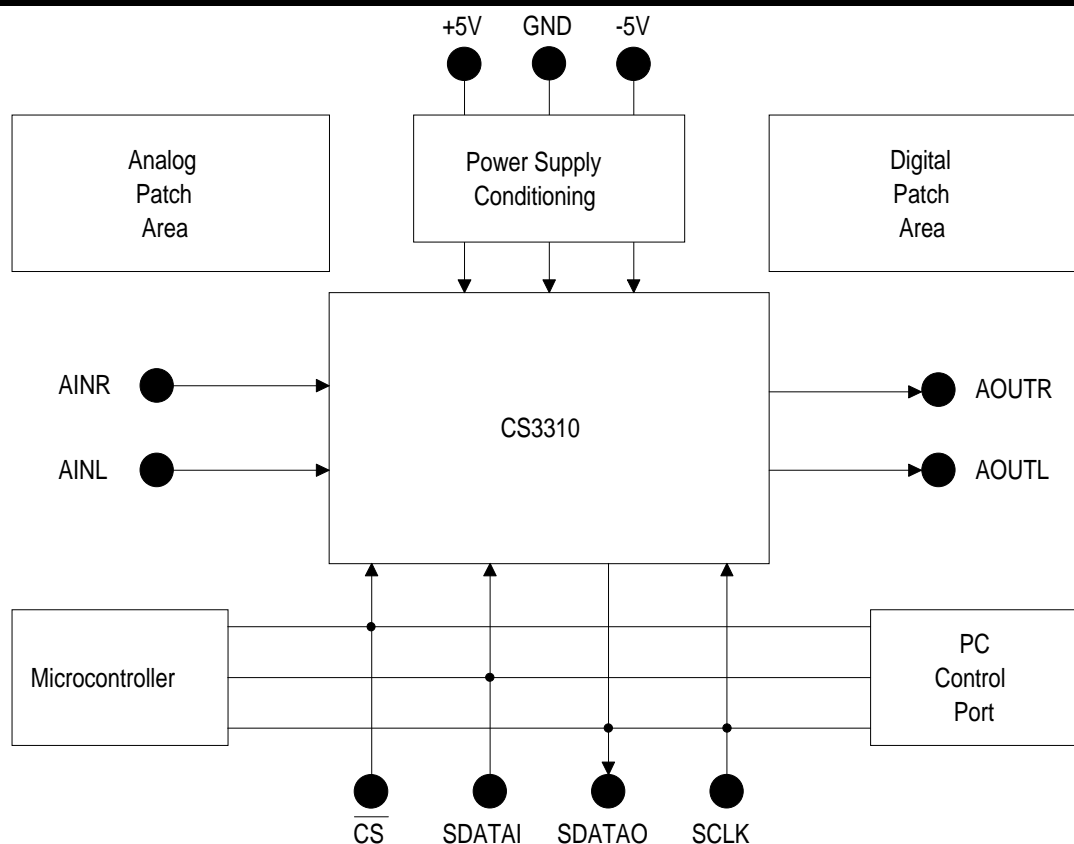 +5V GND -5V
Analog
Patch
Area
Power Supply
Conditioning
Digital
Patch
Area
AINR
AINL
CS3310
AOUTR
AOUTL
Microcontroller
PC
Control
Port
C̅S̅ SDATAI SDATAO SCLK